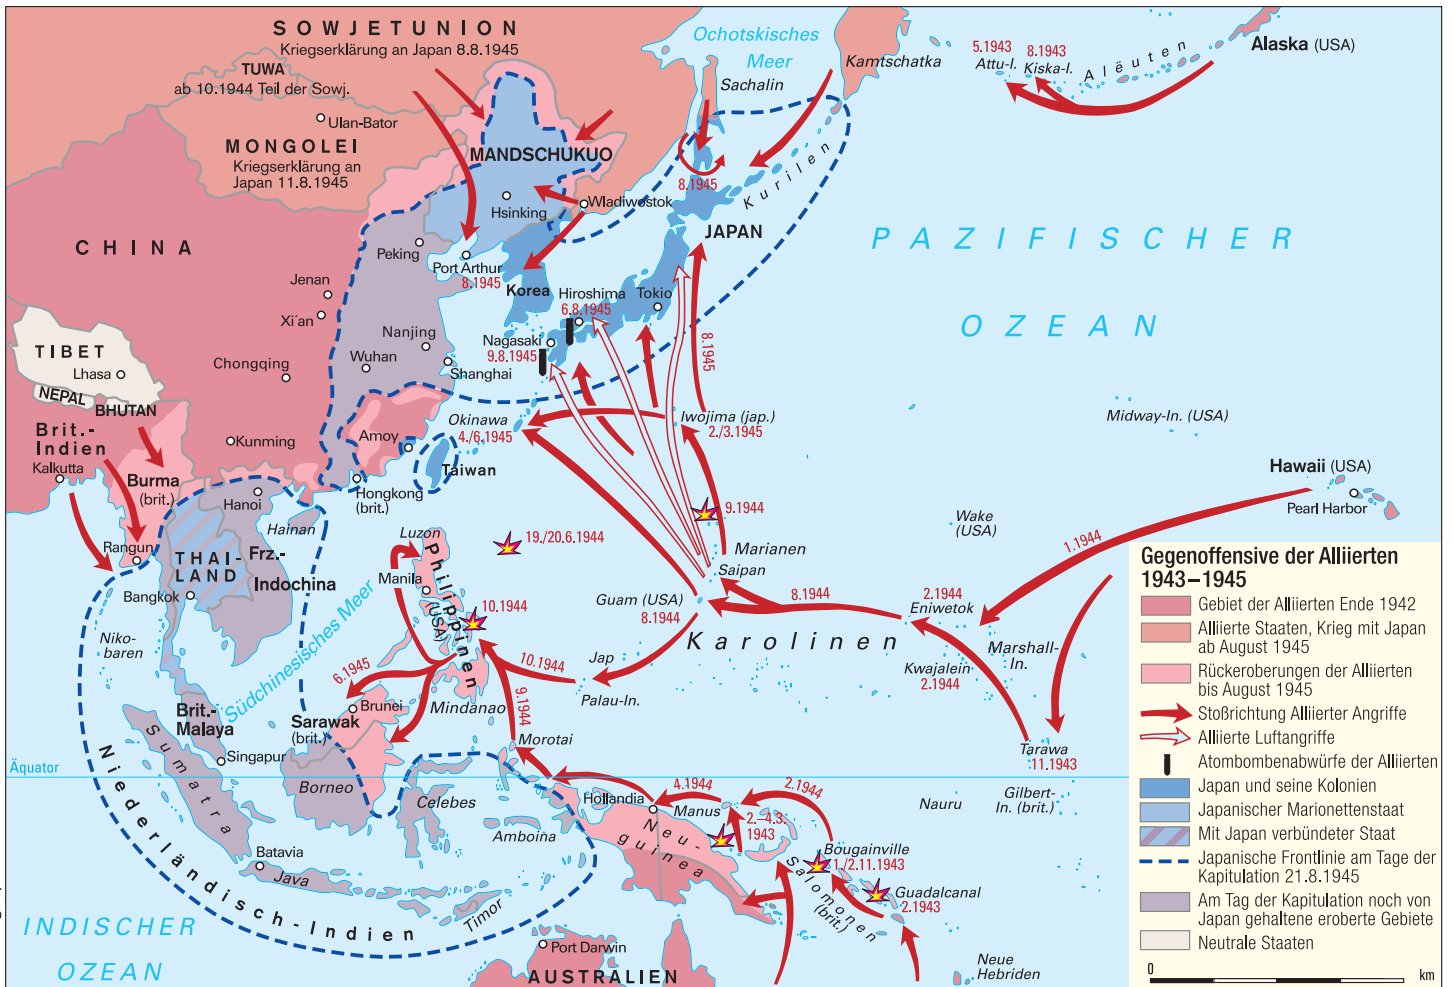 SOWJETUNION
Kriegserklärung an Japan 8.8.1945
TUWA
ab 10.1944 Teil der Sowj.
Ulan-Bator
MONGOLEI
Kriegserklärung an
Japan 11.8.1945
Ochotskisches
Meer
Sachalin
Kamtschatka
5.1943
Attu-I.
8.1943
Kiska-I.
Alëuten
Alaska (USA)
MANDSCHUKUO
Hsinking
Wladiwostok
8.1945
Kurilen
CHINA
Peking
Port Arthur
8.1945
Korea
JAPAN
PAZIFISCHER
OZEAN
Jenan
Xi´an
Hiroshima
6.8.1945
Tokio
Nanjing
Nagasaki
9.8.1945
8.1945
TIBET
Lhasa
Chongqing
Wuhan
Shanghai
NEPAL
BHUTAN
Brit.-
Indien
Kalkutta
Kunming
Amoy
Okinawa
4./6.1945
Iwojima (jap.)
2./3.1945
Midway-In. (USA)
Taiwan
Burma
(brit.)
Hanoi
Hongkong
(brit.)
Hainan
Hawaii (USA)
Pearl Harbor
9.1944
Wake
(USA)
1.1944
Luzon
19./20.6.1944
Marianen
Saipan
Rangun
THAI-
LAND
Frz.-
Indochina
Bangkok
Manila
Philippinen
(USA)
10.1944
Guam (USA)
8.1944
8.1944
2.1944
Eniwetok
Niko-
baren
Südchinesisches Meer
Karolinen
Marshall-
In.
Kwajalein
2.1944
6.1945
10.1944
Jap
Palau-In.
Brunei
Mindanao
9.1944
Brit.-
Malaya
Sarawak
(brit.)
Singapur
Morotai
Tarawa
11.1943
Äquator
Sumatra
Borneo
Celebes
Hollandia
4.1944
Manus
2.1944
2.–4.3.
1943
Nauru
Gilbert-
In. (brit.)
Amboina
Neu-
guinea
Bougainville
1./2.11.1943
Batavia
Java
Salomonen
(brit.)
Guadalcanal
2.1943
Niederländisch-Indien
Timor
INDISCHER
OZEAN
Port Darwin
AUSTRALIEN
Neue
Hebriden
Gegenoffensive der Alliierten
1943–1945
Gebiet der Alliierten Ende 1942
Alliierte Staaten, Krieg mit Japan
ab August 1945
Rückeroberungen der Alliierten
bis August 1945
Stoßrichtung Alliierter Angriffe
Alliierte Luftangriffe
Atombombenabwürfe der Alliierten
Japan und seine Kolonien
Japanischer Marionettenstaat
Mit Japan verbündeter Staat
Japanische Frontlinie am Tage der
Kapitulation 21.8.1945
Am Tag der Kapitulation noch von
Japan gehaltene eroberte Gebiete
Neutrale Staaten
0
km